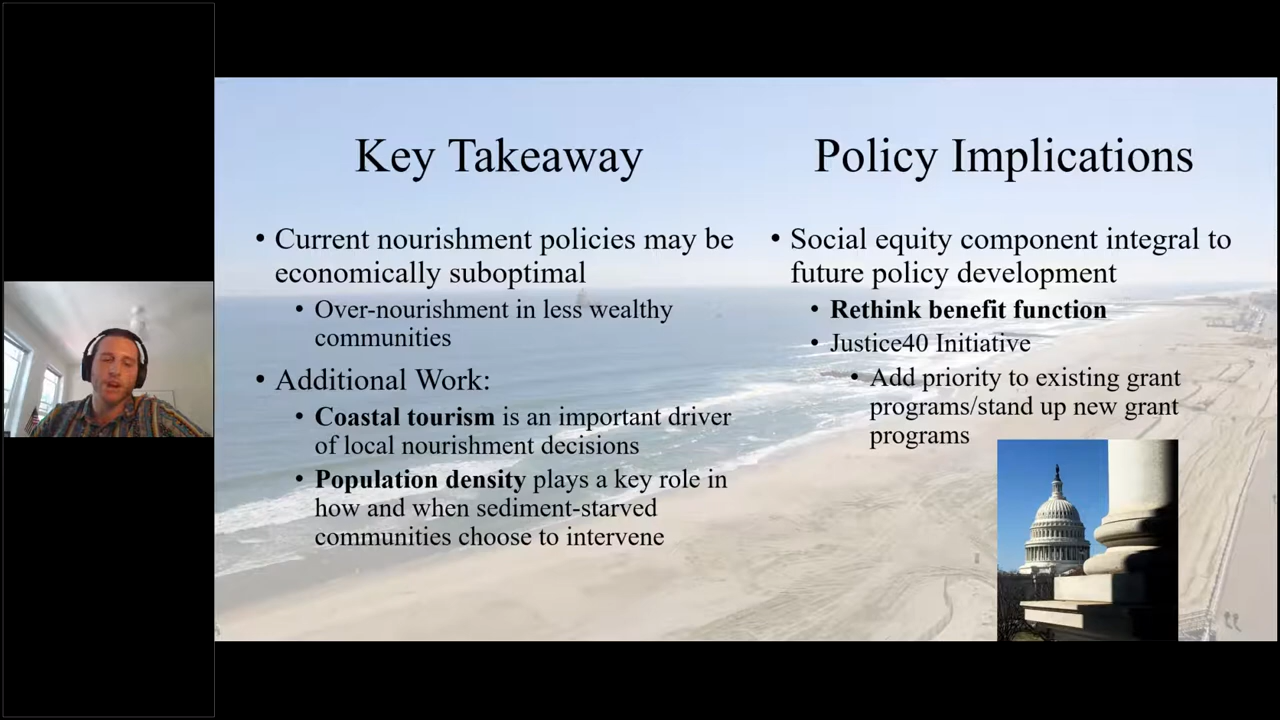 Key Takeaway
• Current nourishment policies may be
economically suboptimal
• Over-nourishment in less wealthy
communities
• Additional Work:
• Coastal tourism is an important driver
of local nourishment decisions
• Population density plays a key role in
how and when sediment-starved
communities choose to intervene
Policy Implications
• Social equity component integral to
future policy development
• Rethink benefit function
• Justice40 Initiative
• Add priority to existing grant
programs/stand up new grant
programs